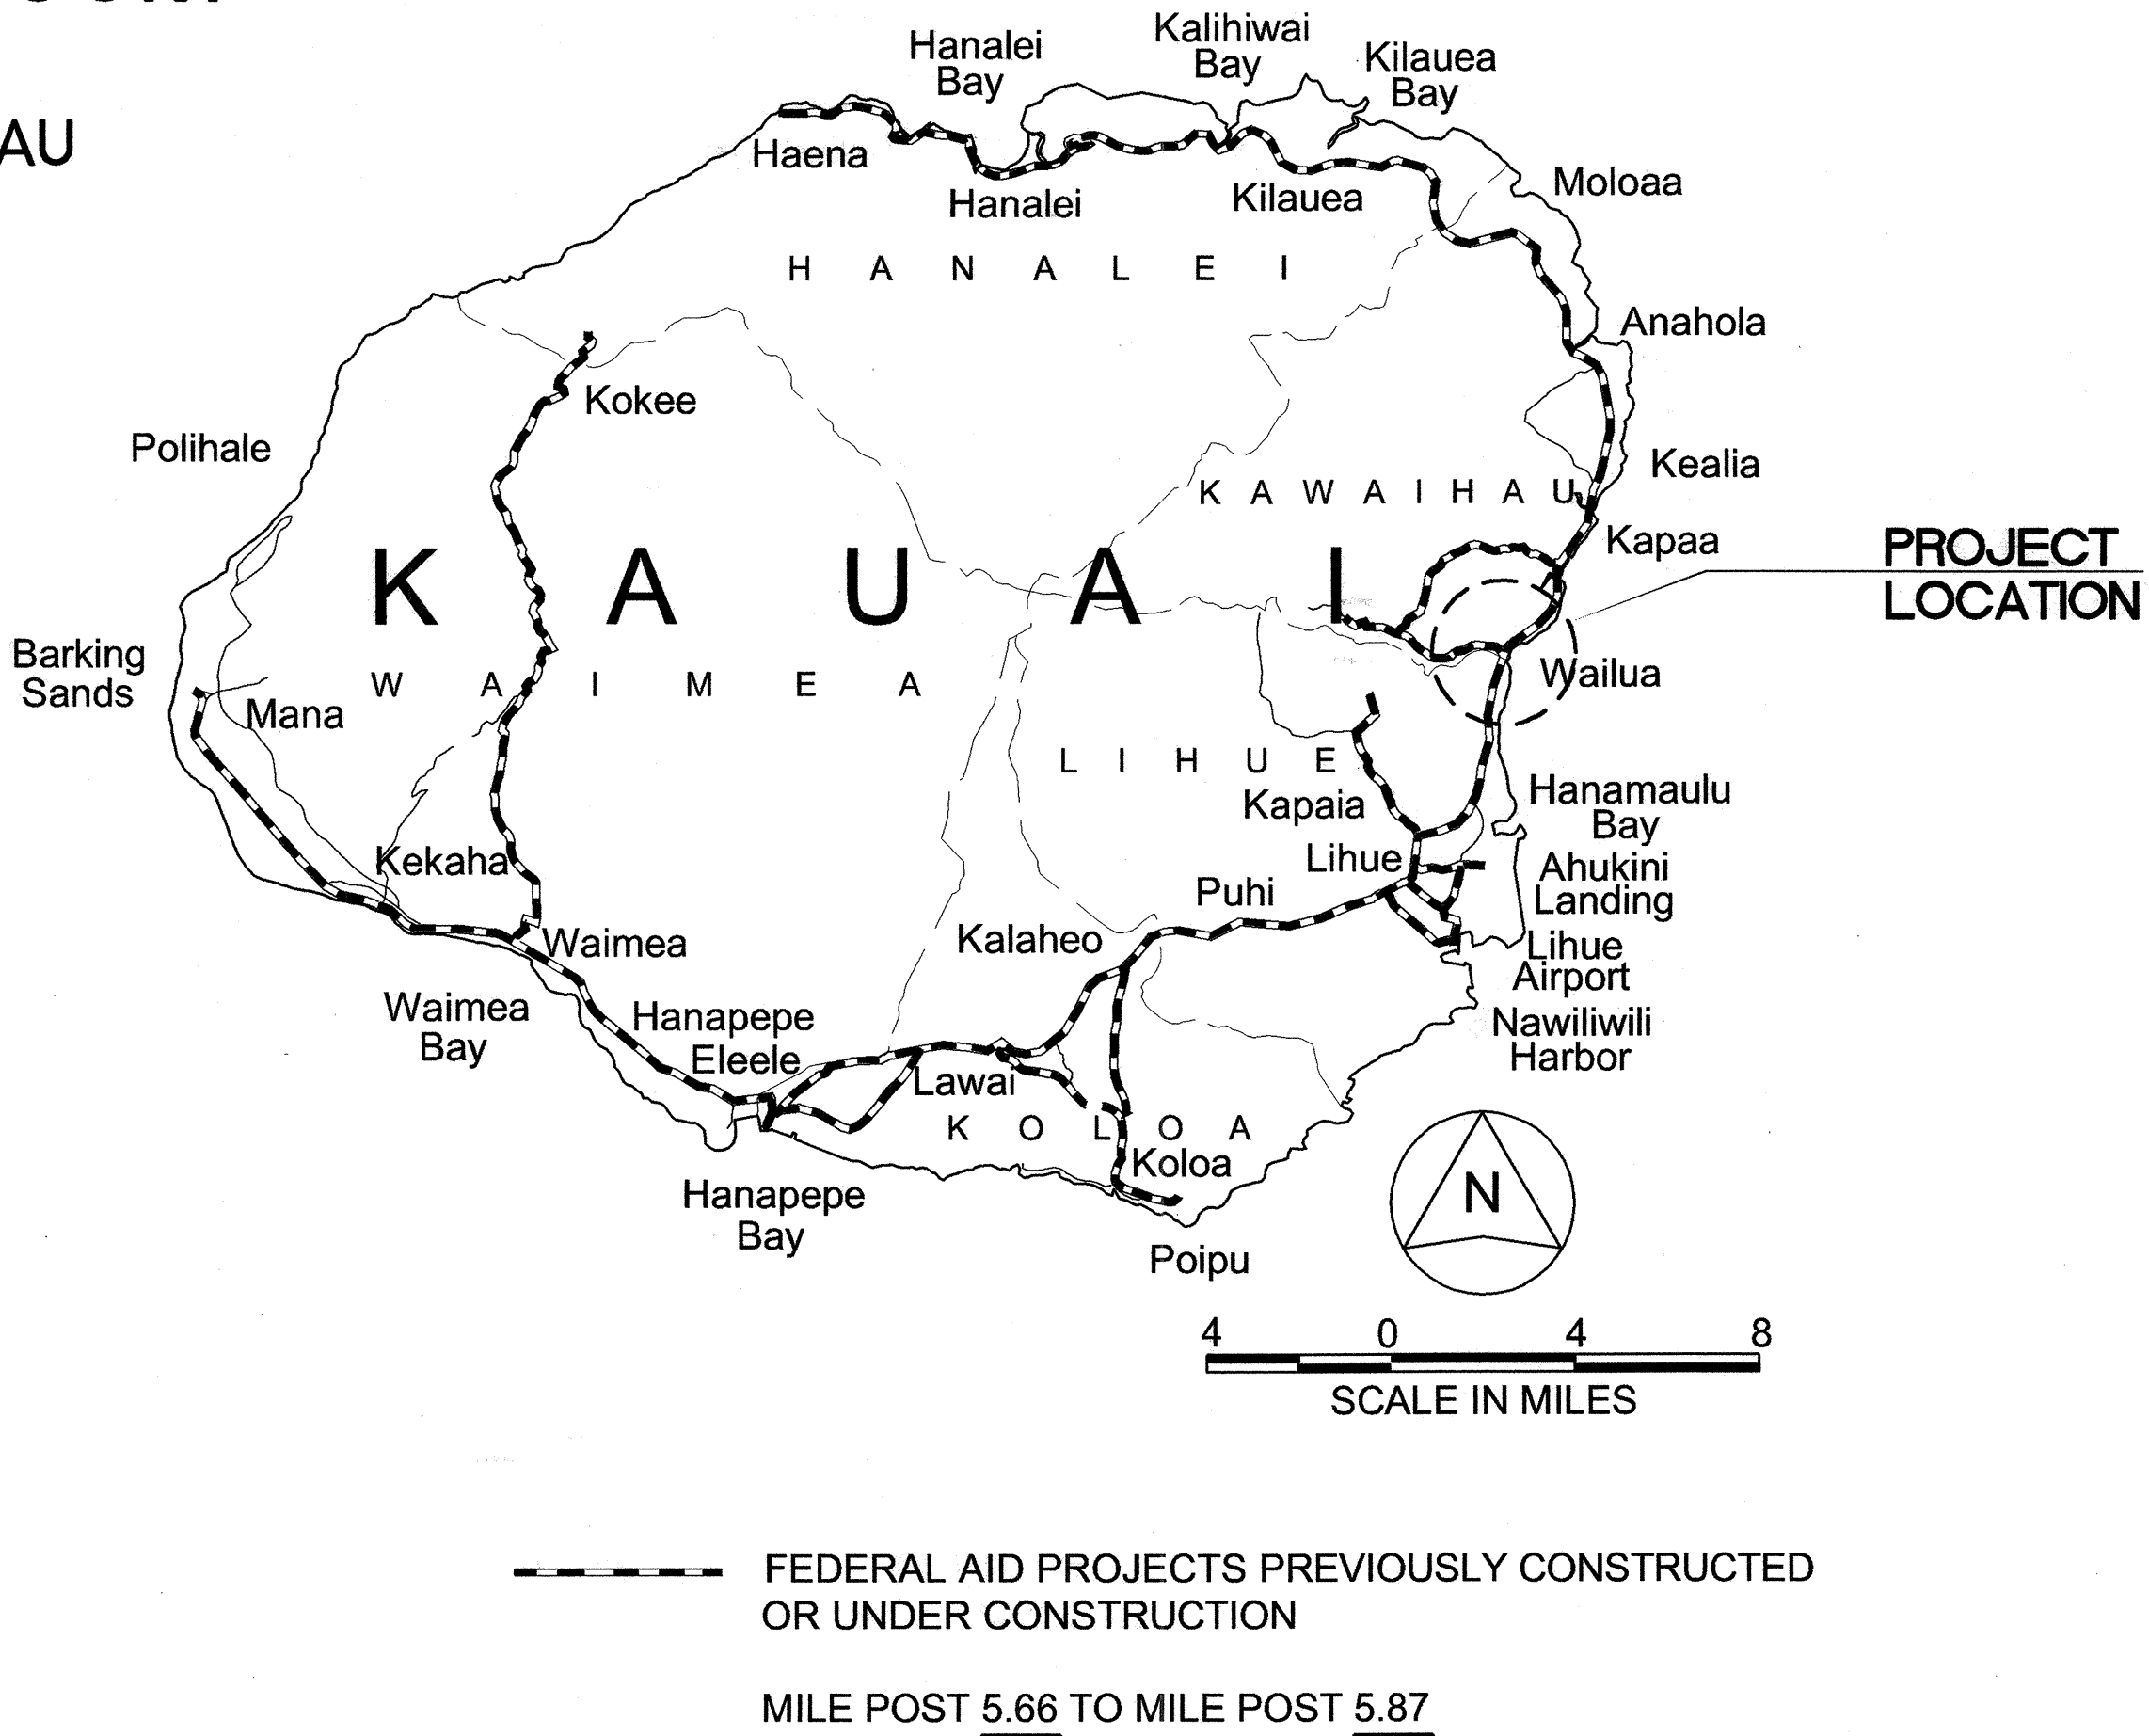 AU
Hanalei
Bay
Kalihiwai
Bay
Kilauea
Bay
Haena
Hanalei
Kilauea
Moloaa
H A N A L E I
Anahola
Kokee
Polihale
Kealia
K A W A I H A U
Kapaa
PROJECT
LOCATION
K A U A I
Barking
Sands
W A I M E A
Wailua
Mana
L I H U E
Hanamaulu
Bay
Kapaia
Kekaha
Lihue
Ahukini
Landing
Puhi
Waimea
Kalaheo
Lihue
Airport
Waimea
Bay
Hanapepe
Eleele
Nawiliwili
Harbor
Lawai
K O L O A
Koloa
Hanapepe
Bay
Poipu
N
4 0 4 8
SCALE IN MILES
FEDERAL AID PROJECTS PREVIOUSLY CONSTRUCTED
OR UNDER CONSTRUCTION
MILE POST 5.66 TO MILE POST 5.87